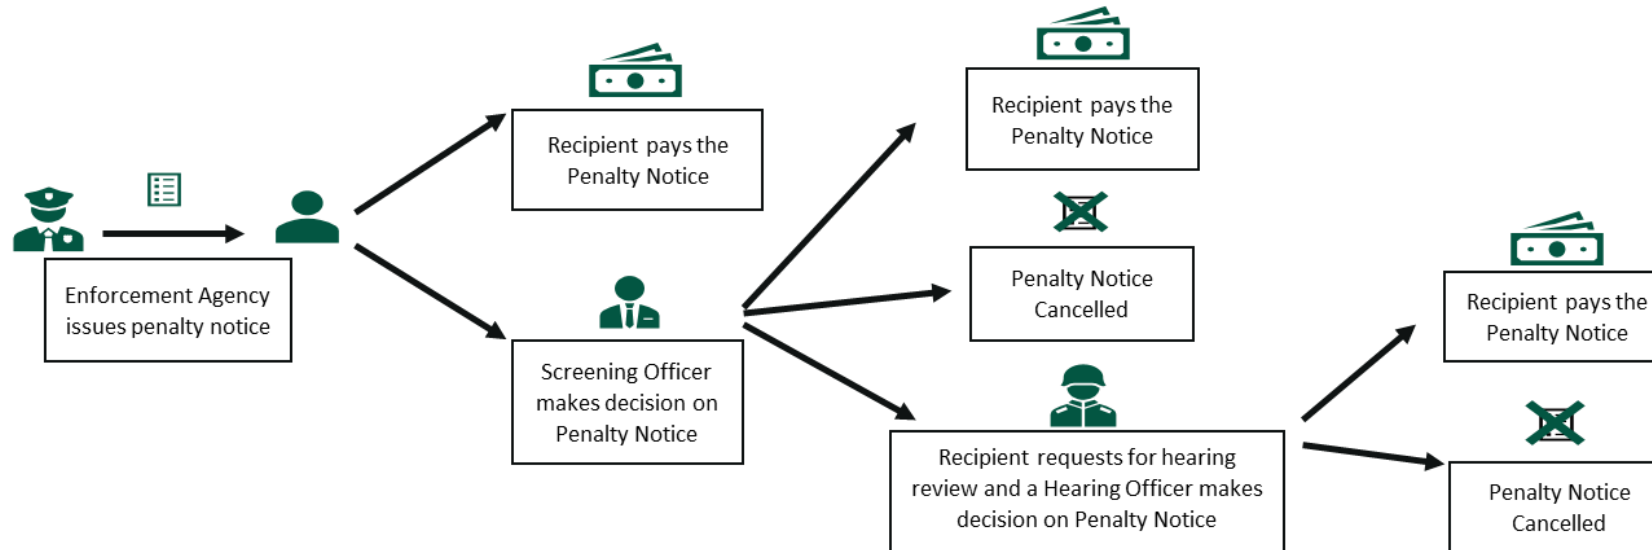 Enforcement Agency
issues penalty notice
Recipient pays the
Penalty Notice
Screening Officer
makes decision on
Penalty Notice
Recipient pays the
Penalty Notice
Penalty Notice
Cancelled
Recipient requests for hearing
review and a Hearing Officer makes
decision on Penalty Notice
Recipient pays the
Penalty Notice
Penalty Notice
Cancelled